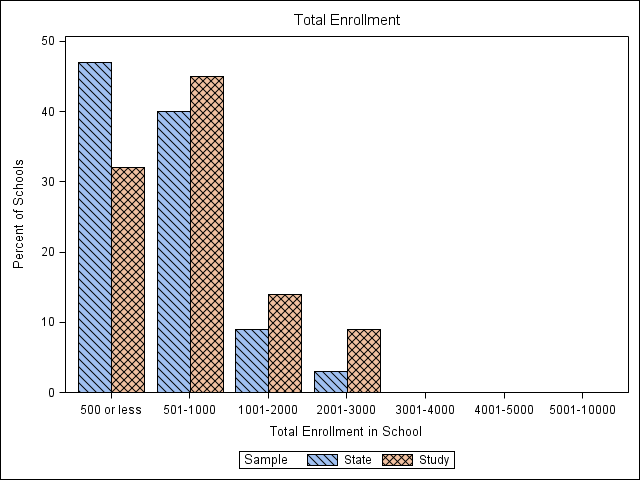 Total Enrollment
50
40
30
20
10
0
Percent of Schools
500 or less 501-1000 1001-2000 2001-3000 3001-4000 4001-5000 5001-10000
Total Enrollment in School
Sample State Study